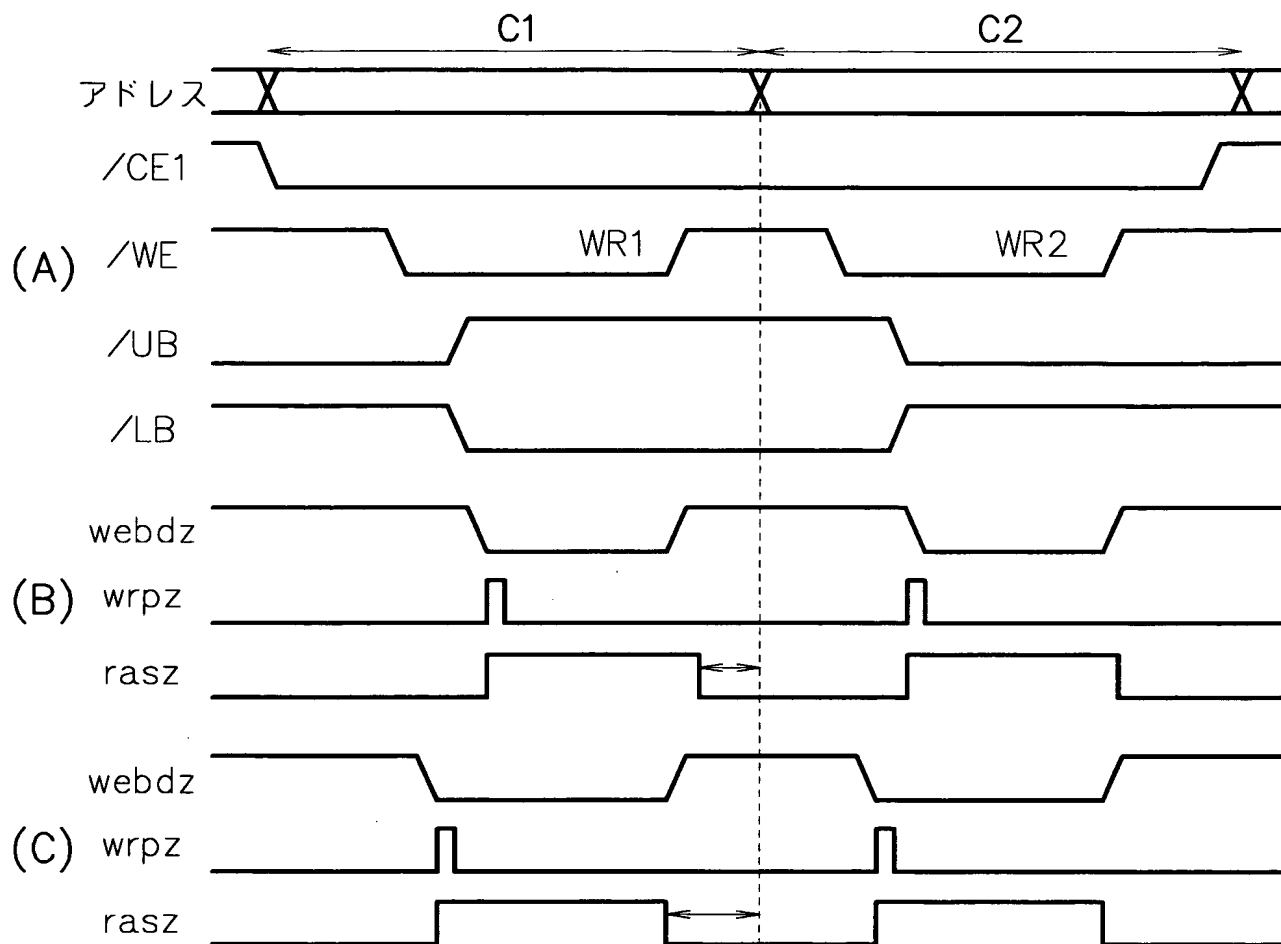 C1 C2
アドレス
/CE1
(A) /WE WR1 WR2
/UB
/LB
webdz
(B) wrpz
rasz
webdz
(C) wrpz
rasz